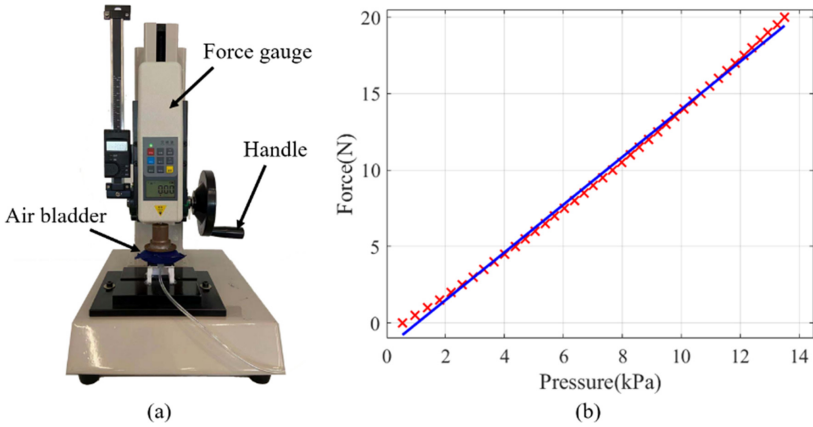 Force gauge
Handle
Air bladder
(a)
20
15
10
5
0
Force(N)
0 2 4 6 8 10 12 14
Pressure(kPa)
(b)